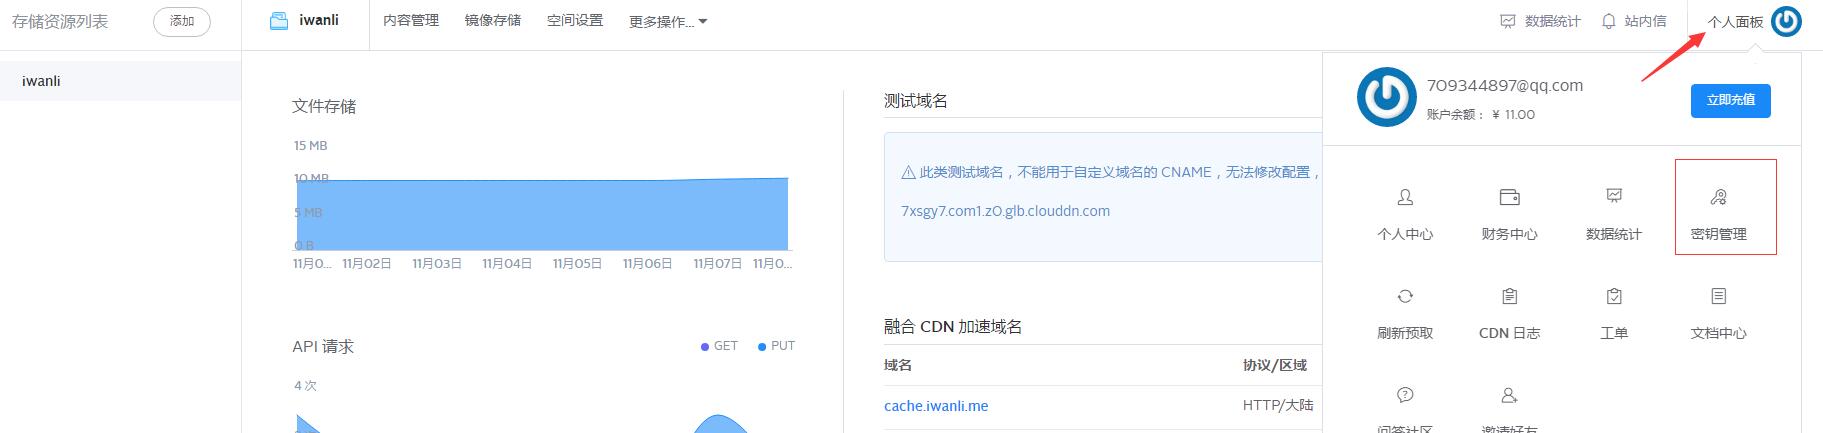 存储资源列表
添加
iwanli
内容管理
镜像存储
空间设置
更多操作...
数据统计
站内信
个人面板
iwanli
文件存储
15 MB
10 MB
5 MB
0 B
11月0...
11月02日
11月03日
11月04日
11月05日
11月06日
11月07日
11月0...
API 请求
GET
PUT
4 次
测试域名
此类测试域名，不能用于自定义域名的 CNAME，无法修改配置，
7xsgy7.com1.z0.glb.clouddn.com
融合 CDN 加速域名
域名
协议/区域
cache.iwanli.me
HTTP/大陆
709344897@qq.com
账户余额： ¥ 11.00
立即充值
个人中心
财务中心
数据统计
密钥管理
刷新预取
CDN 日志
工单
文档中心
问答社区
邀请好友